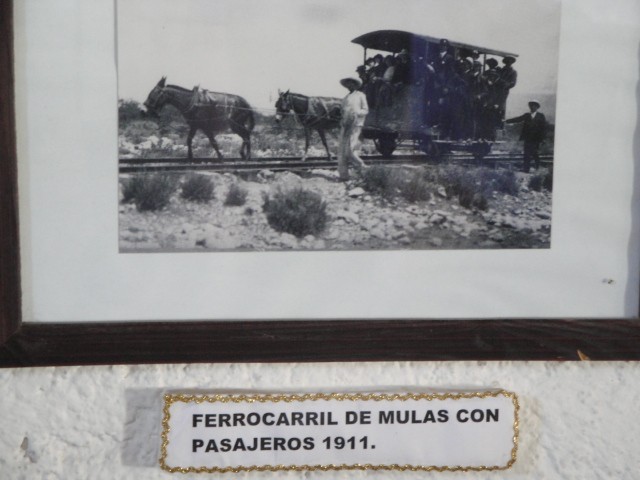 FERROCARRIL DE MULAS CON
PASAJEROS 1911.